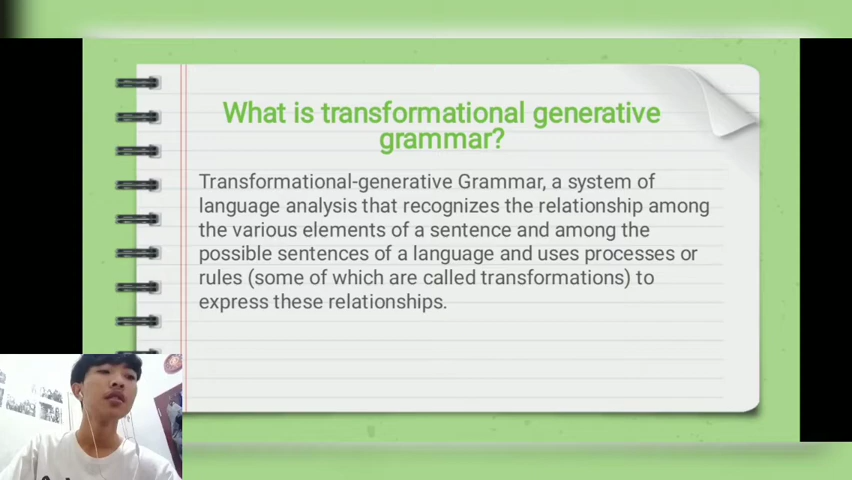 What is transformational generative
grammar?
Transformational-generative Grammar, a system of
language analysis that recognizes the relationship among
the various elements of a sentence and among the
possible sentences of a language and uses processes or
rules (some of which are called transformations) to
express these relationships.